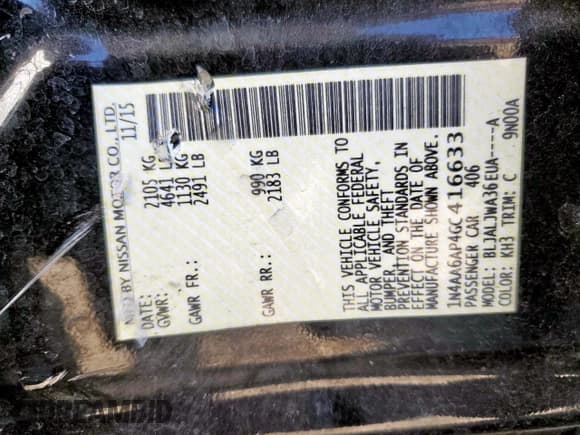 MFD BY NISSAN MOTOR CO., LTD.
DATE: 11/15
GVWR: 2105 KG
4641 LB
GAWR FR.: 1130 KG
2491 LB
GAWR RR.: 990 KG
2183 LB
THIS VEHICLE CONFORMS TO
ALL APPLICABLE FEDERAL
MOTOR VEHICLE SAFETY,
BUMPER, AND THEFT
PREVENTION STANDARDS IN
EFFECT ON THE DATE OF
MANUFACTURE SHOWN ABOVE.
1N4AA6AP4GC416633
PASSENGER CAR 406
MODEL: BLJALJWA36EUA----A
COLOR: KH3 TRIM: C 9N00A